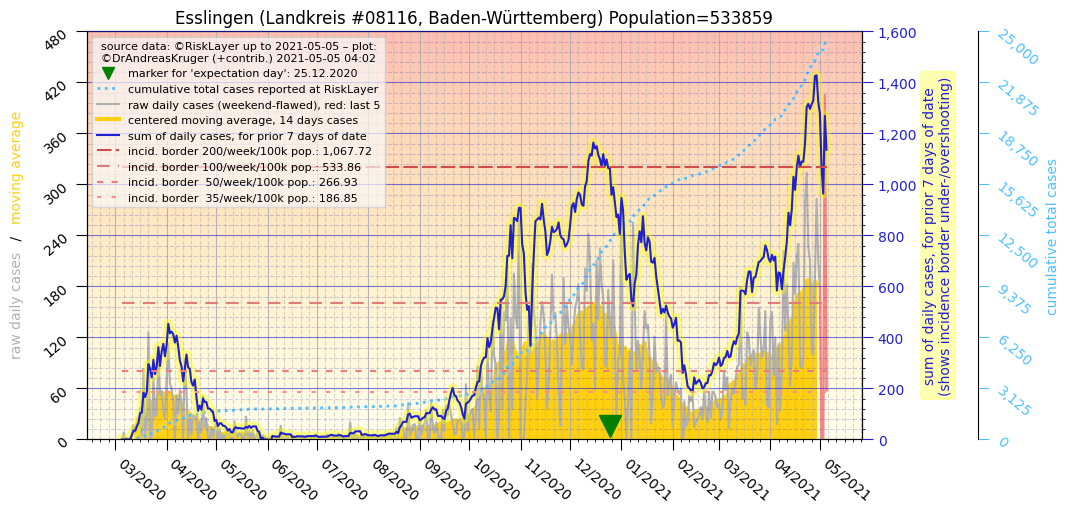 Esslingen (Landkreis #08116, Baden-Württemberg) Population=533859
source data: ©RiskLayer up to 2021-05-05 – plot:
©DrAndreasKruger (+contrib.) 2021-05-05 04:02
marker for 'expectation day': 25.12.2020
cumulative total cases reported at RiskLayer
raw daily cases (weekend-flawed), red: last 5
centered moving average, 14 days cases
sum of daily cases, for prior 7 days of date
incid. border 200/week/100k pop.: 1,067.72
incid. border 100/week/100k pop.: 533.86
incid. border  50/week/100k pop.: 266.93
incid. border  35/week/100k pop.: 186.85
raw daily cases  /  moving average
480
420
360
300
240
180
120
60
0
03/2020
04/2020
05/2020
06/2020
07/2020
08/2020
09/2020
10/2020
11/2020
12/2020
01/2021
02/2021
03/2021
04/2021
05/2021
1,600
1,400
1,200
1,000
800
600
400
200
0
sum of daily cases, for prior 7 days of date
(shows incidence border under-/overshooting)
25,000
21,875
18,750
15,625
12,500
9,375
6,250
3,125
0
cumulative total cases